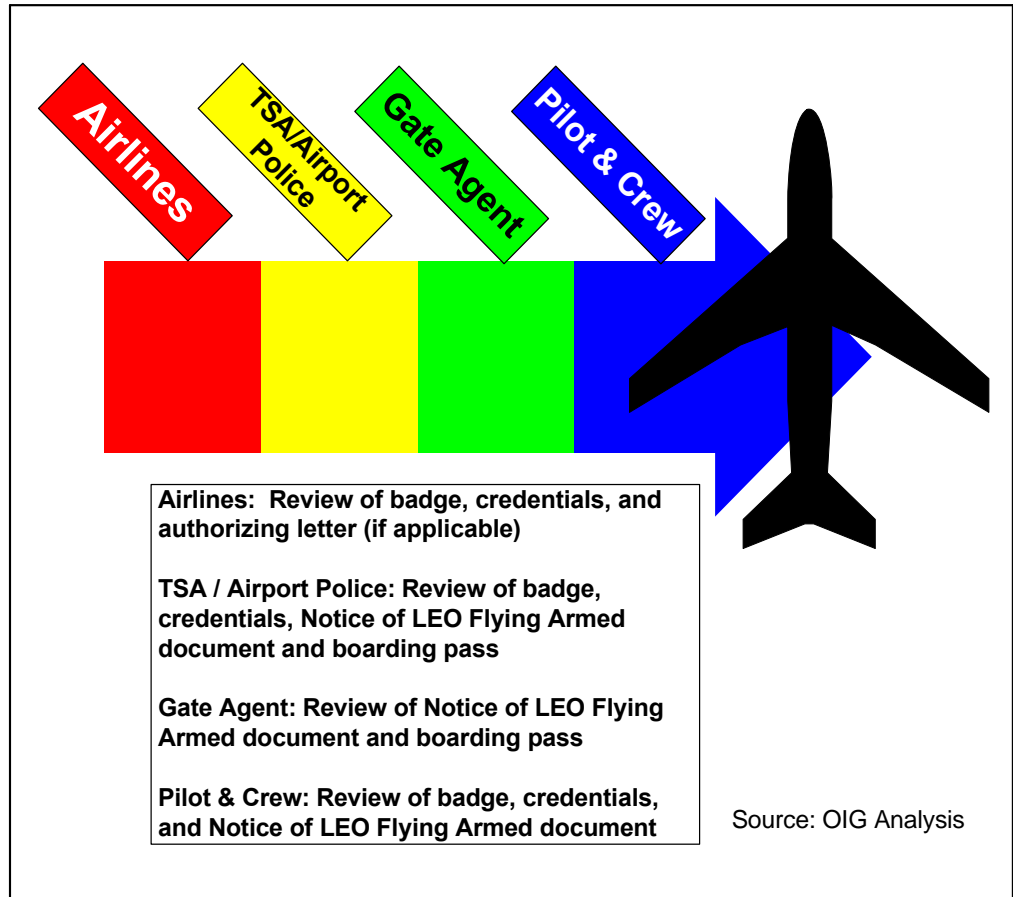 Airlines
TSA/Airport
Police
Gate Agent
Pilot & Crew
Airlines:  Review of badge, credentials, and
authorizing letter (if applicable)
TSA / Airport Police: Review of badge,
credentials, Notice of LEO Flying Armed
document and boarding pass
Gate Agent: Review of Notice of LEO Flying
Armed document and boarding pass
Pilot & Crew: Review of badge, credentials,
and Notice of LEO Flying Armed document
Source: OIG Analysis